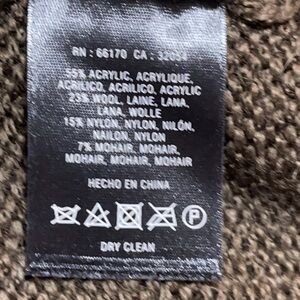 RN : 66170 CA :
55% ACRYLIC, ACRYLIQUE,
ACRILICO, ACRILICO, ACRYLIC
23% WOOL, LAINE, LANA,
LANA, WOLLE
15% NYLON, NYLON, NILÓN,
NAILON, NYLON
7% MOHAIR, MOHAIR,
MOHAIR, MOHAIR, MOHAIR
HECHO EN CHINA
P
DRY CLEAN